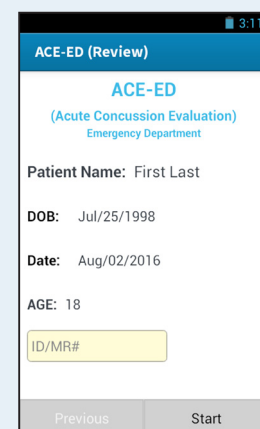 3:11
ACE-ED (Review)
ACE-ED
(Acute Concussion Evaluation)
Emergency Department
Patient Name: First Last
DOB: Jul/25/1998
Date: Aug/02/2016
AGE: 18
ID/MR#
Previous Start